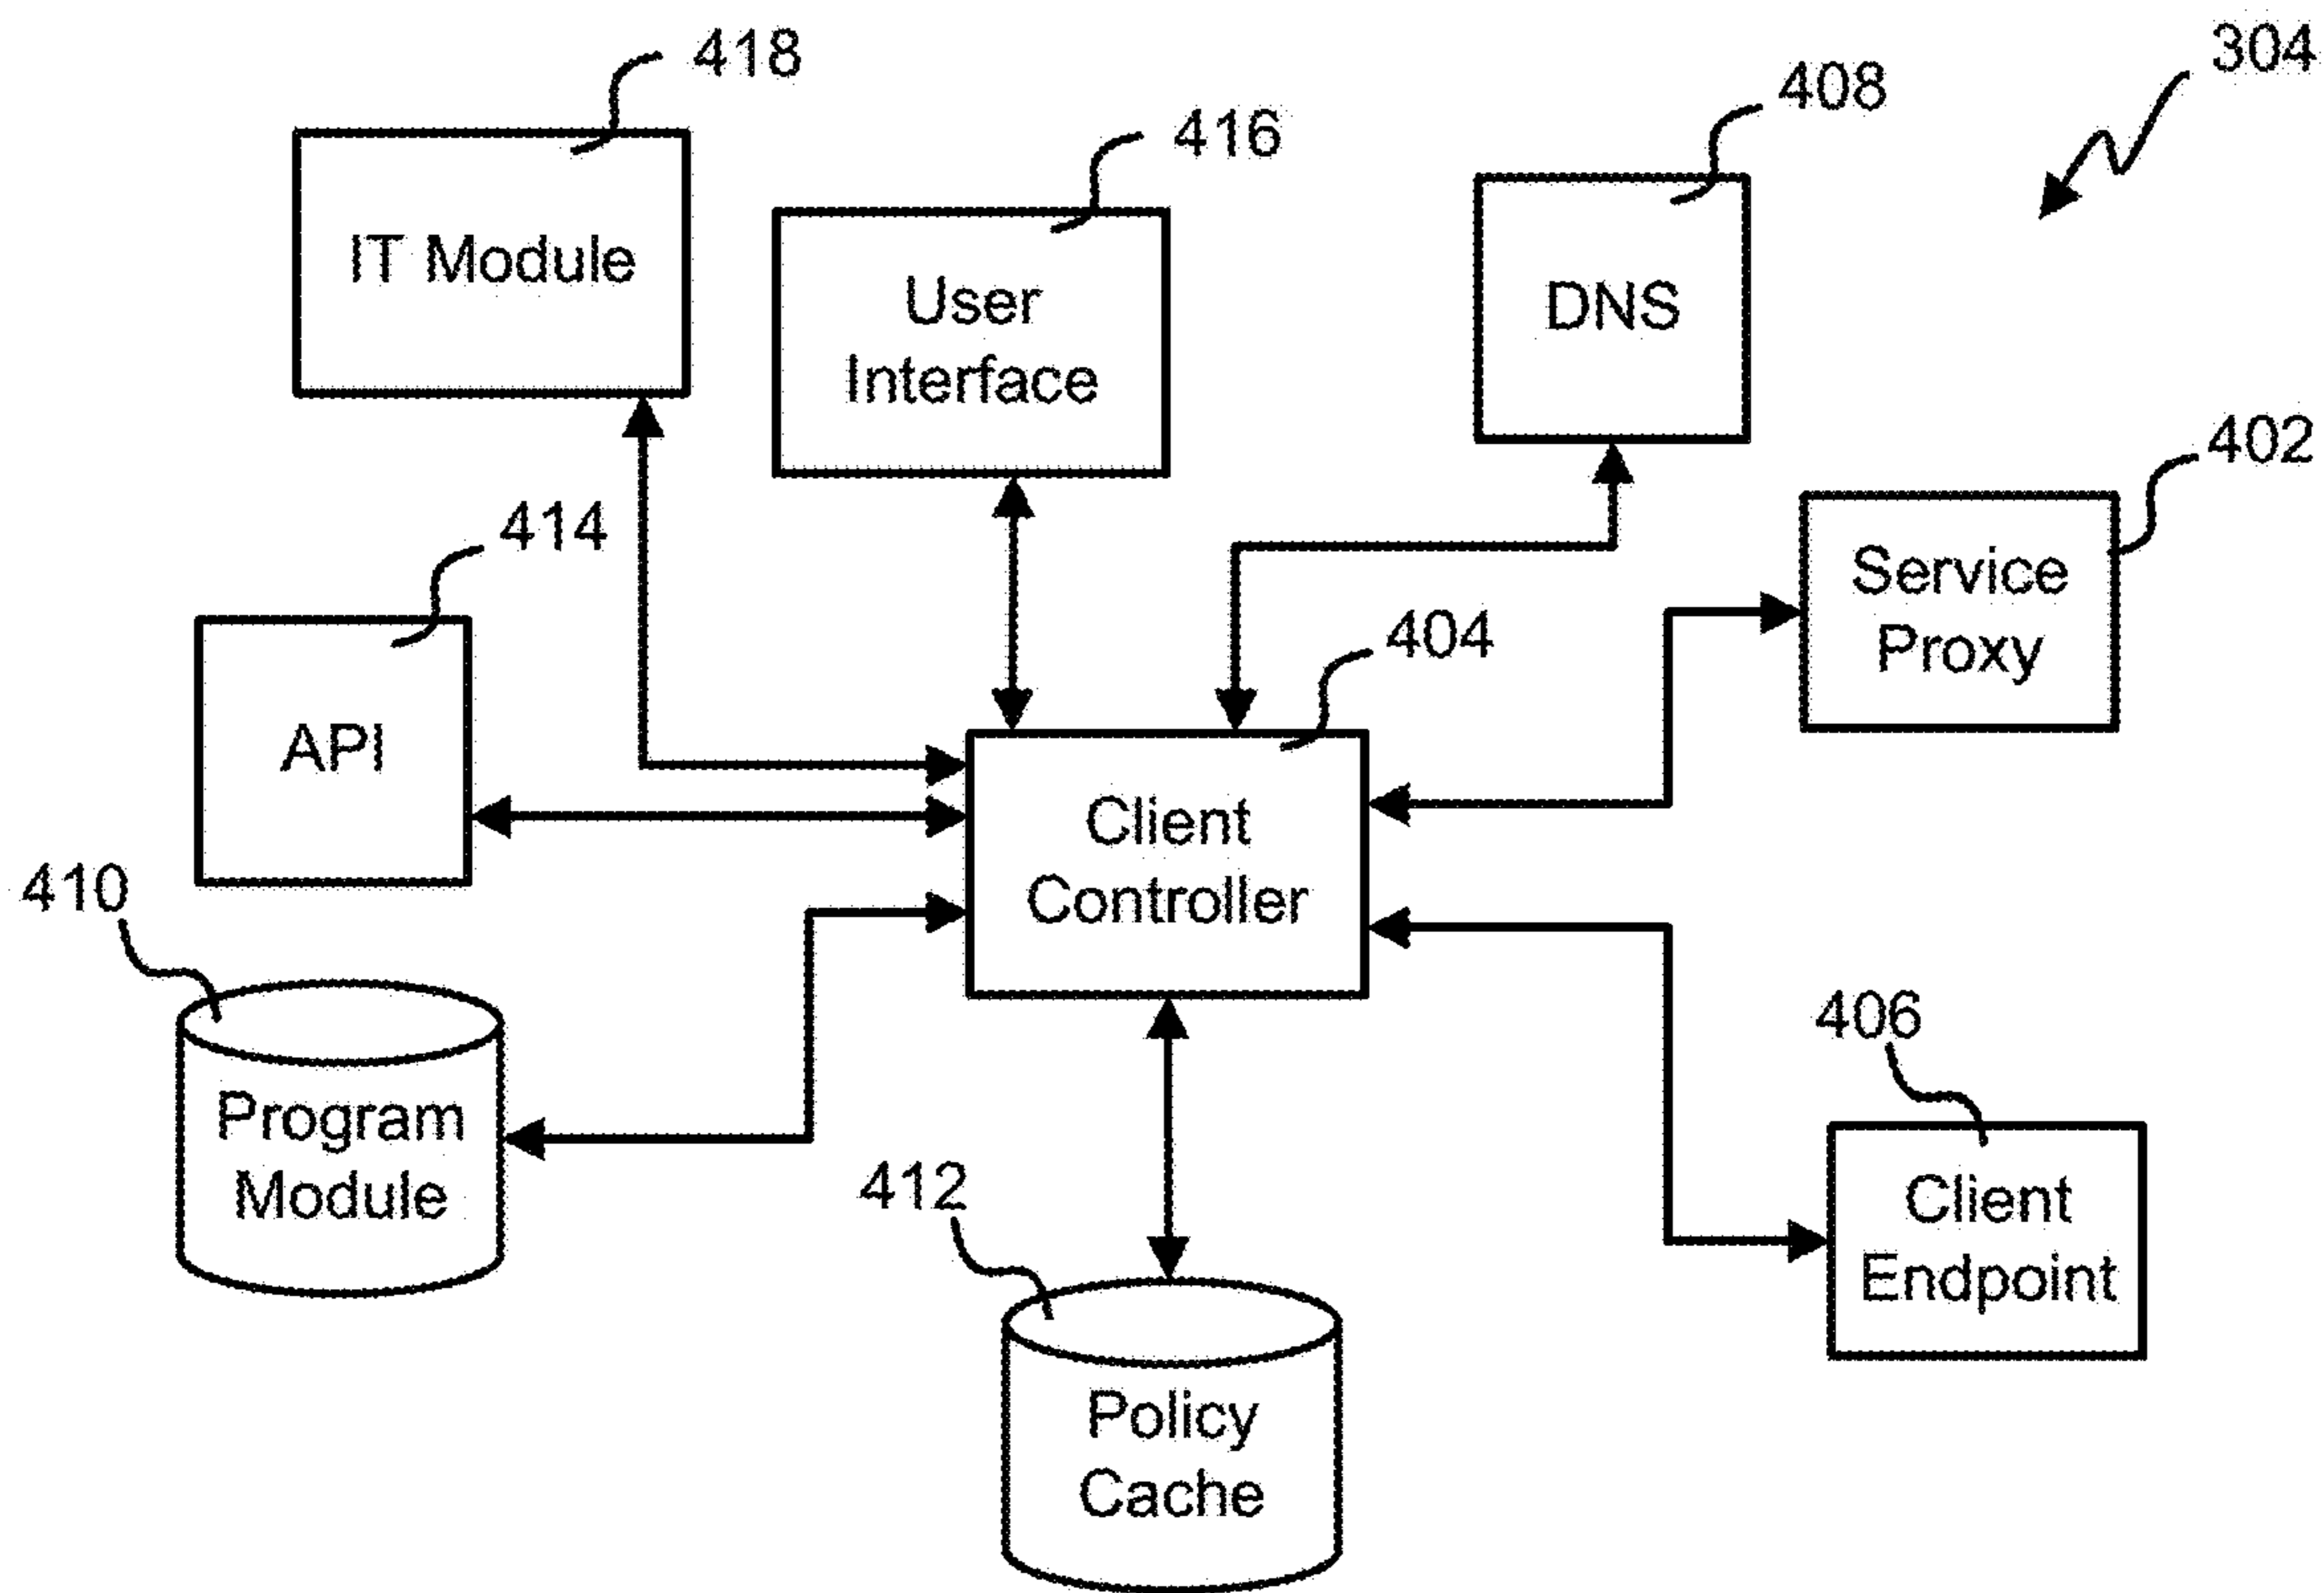 304
418
408
416
IT Module
User
Interface
DNS
402
414
Service
Proxy
404
API
Client
Controller
410
406
Program
Module
412
Client
Endpoint
Policy
Cache